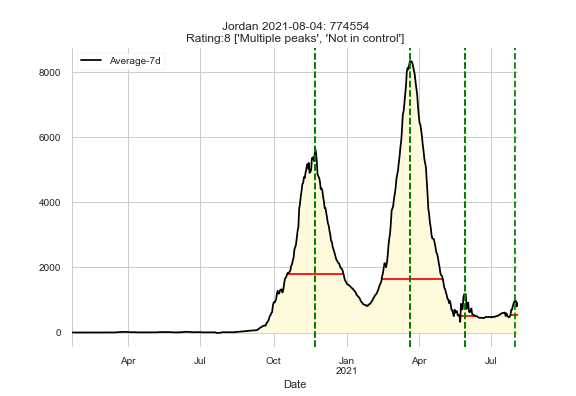 Jordan 2021-08-04: 774554
Rating:8 ['Multiple peaks', 'Not in control']
Average-7d
8000
6000
4000
2000
0
Apr Jul Oct Jan Apr Jul
2021
Date